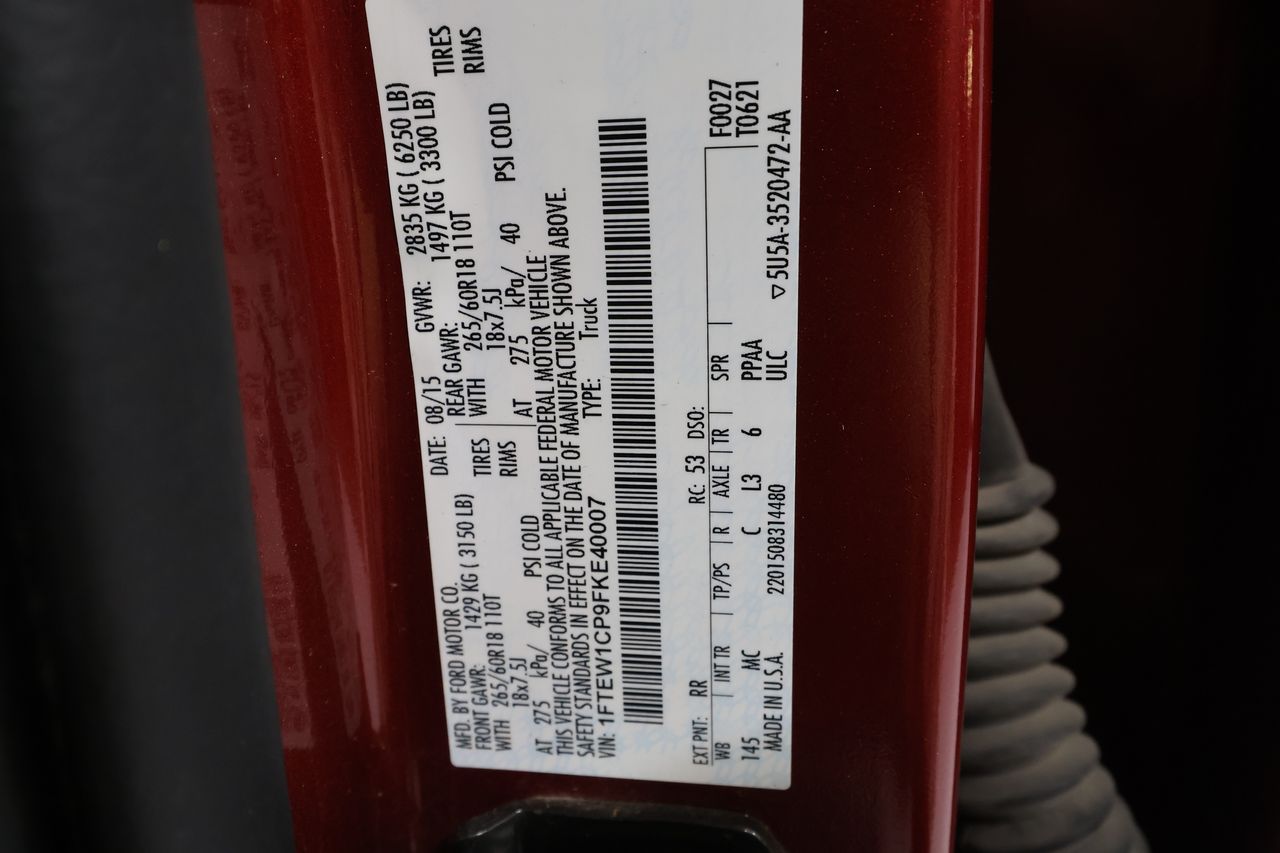 MFD. BY FORD MOTOR CO. DATE: 08/15 GVWR: 2835 KG ( 6250 LB)
FRONT GAWR: 1429 KG ( 3150 LB) REAR GAWR: 1497 KG ( 3300 LB)
WITH 265/60R18 110T TIRES WITH 265/60R18 110T TIRES
18x7.5J RIMS 18x7.5J RIMS
AT 275 kPa/ 40 PSI COLD AT 275 kPa/ 40 PSI COLD
THIS VEHICLE CONFORMS TO ALL APPLICABLE FEDERAL MOTOR VEHICLE
SAFETY STANDARDS IN EFFECT ON THE DATE OF MANUFACTURE SHOWN ABOVE.
VIN: 1FTEW1CP9FKE40007 TYPE: Truck
EXT PNT: RR RC: 53 DSO: F0027
WB INT TR TP/PS R AXLE TR SPR T0621
145 MC C L3 6 PPAA
MADE IN U.S.A. 2201508314480 ULC ▽5U5A-3520472-AA